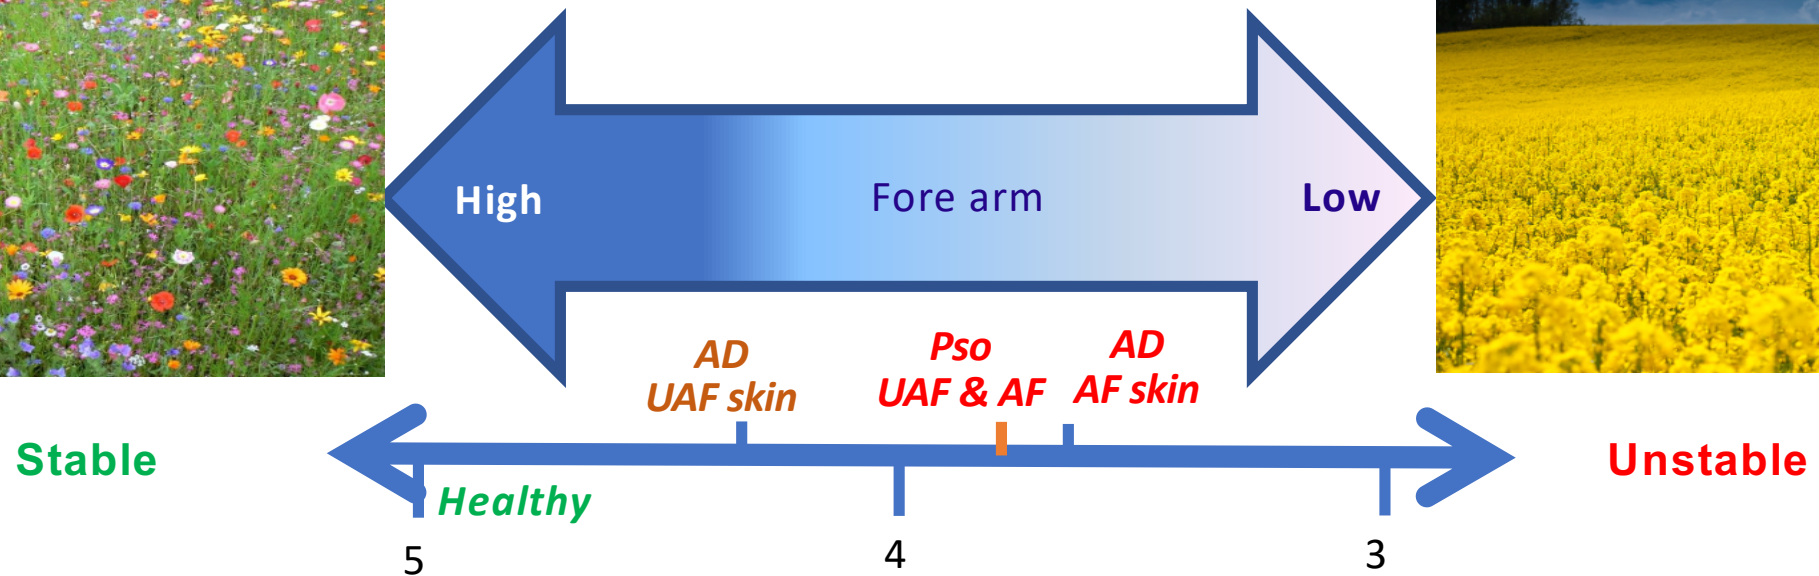 High
Fore arm
Low
AD
UAF skin
Pso
UAF & AF
AD
AF skin
Stable
Unstable
Healthy
5
4
3